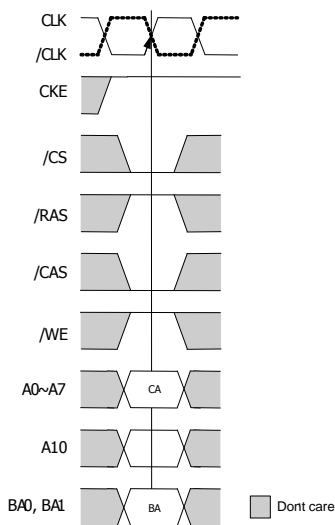 CLK
/CLK
CKE
/CS
/RAS
/CAS
/WE
A0~A7
CA
A10
BA0, BA1
BA
Dont care